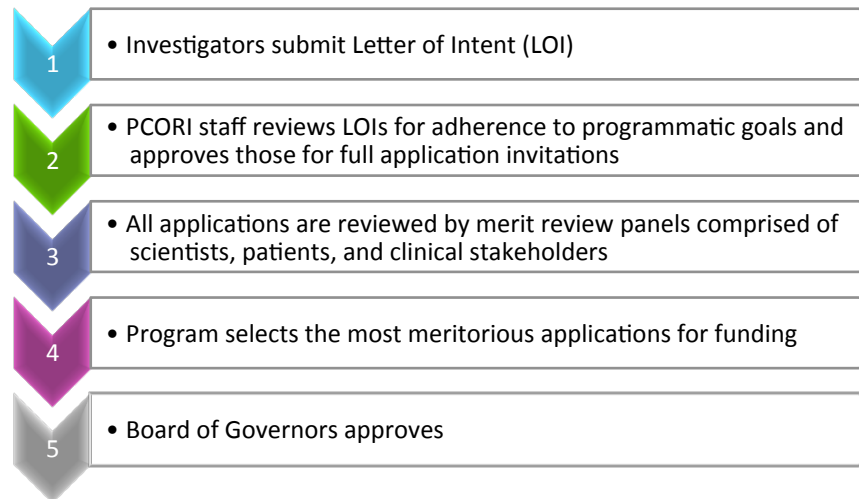 1
• Investigators submit Letter of Intent (LOI)
2
• PCORI staff reviews LOIs for adherence to programmatic goals and
approves those for full application invitations
3
• All applications are reviewed by merit review panels comprised of
scientists, patients, and clinical stakeholders
4
• Program selects the most meritorious applications for funding
5
• Board of Governors approves